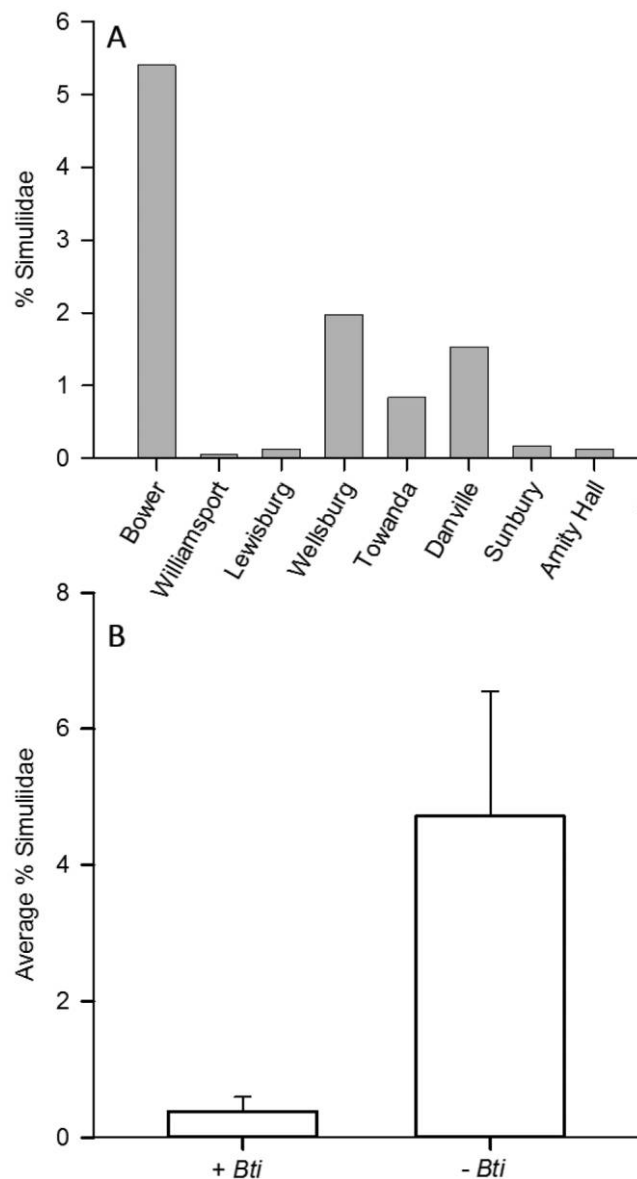 A
% Simuliidae
6
5
4
3
2
1
0
Bower
Williamsport
Lewisburg
Wellsburg
Towanda
Danville
Sunbury
Amity Hall
B
Average % Simuliidae
8
6
4
2
0
+ Bti
- Bti